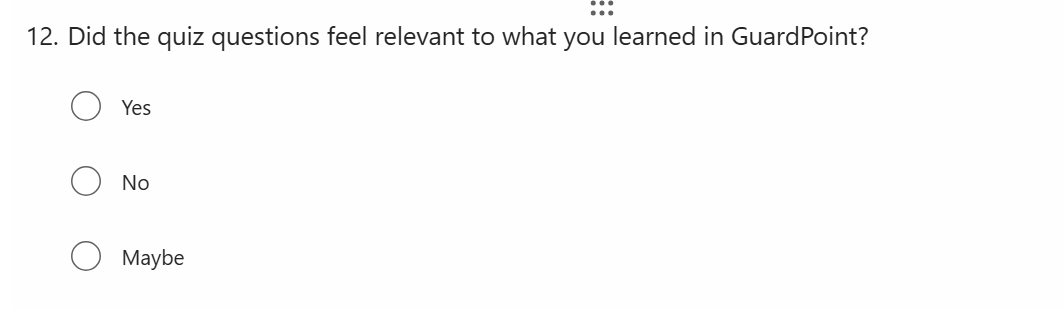 12. Did the quiz questions feel relevant to what you learned in GuardPoint?
Yes
No
Maybe